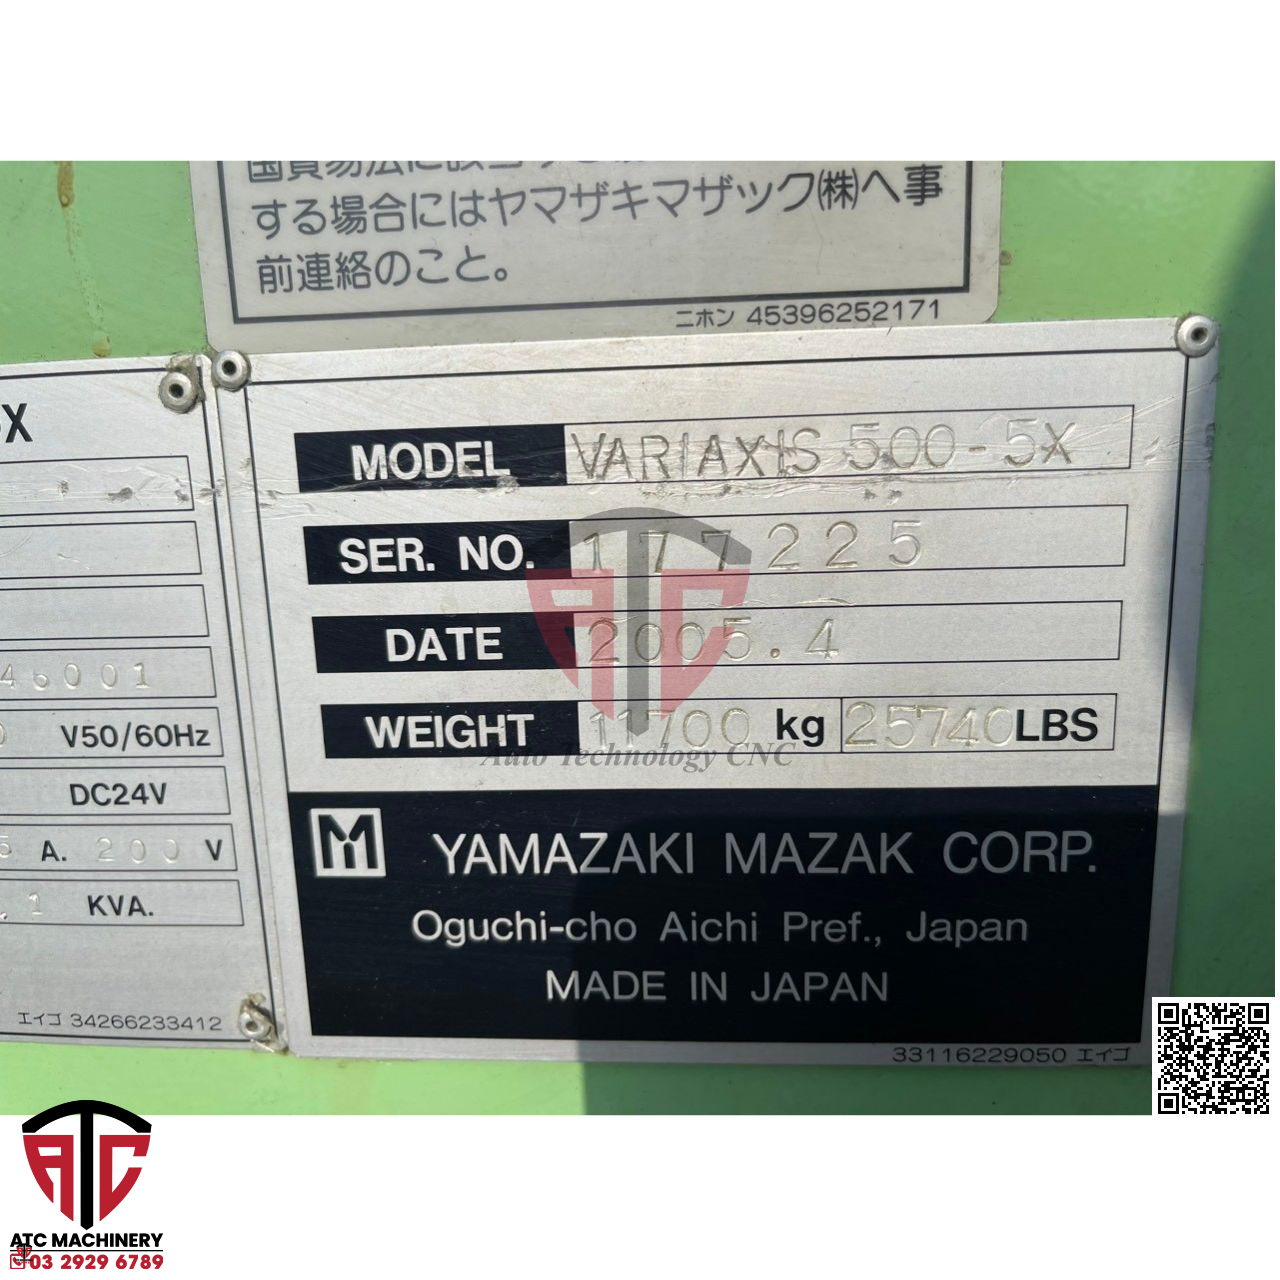 する場合にはヤマザキマザック㈱へ事
前連絡のこと。
ニホン 45396252171
X
V50/60Hz
DC24V
A. 200 V
.1 KVA.
エイゴ 34266233412
MODEL VARIAXIS 500-5X
SER. NO. 177225
DATE 2005.4
WEIGHT 11700 kg 25740 LBS
YAMAZAKI MAZAK CORP.
Oguchi-cho Aichi Pref., Japan
MADE IN JAPAN
33116229050 エイゴ
ATC
Auto Technology CNC
ATC
ATC MACHINERY
03 2929 6789